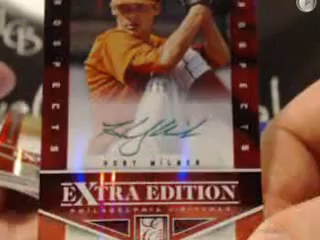 PROSPECTS
PROSPECTS
HOBY MILNER
EXTRA EDITION
PHILADELPHIA PHILLIES
E